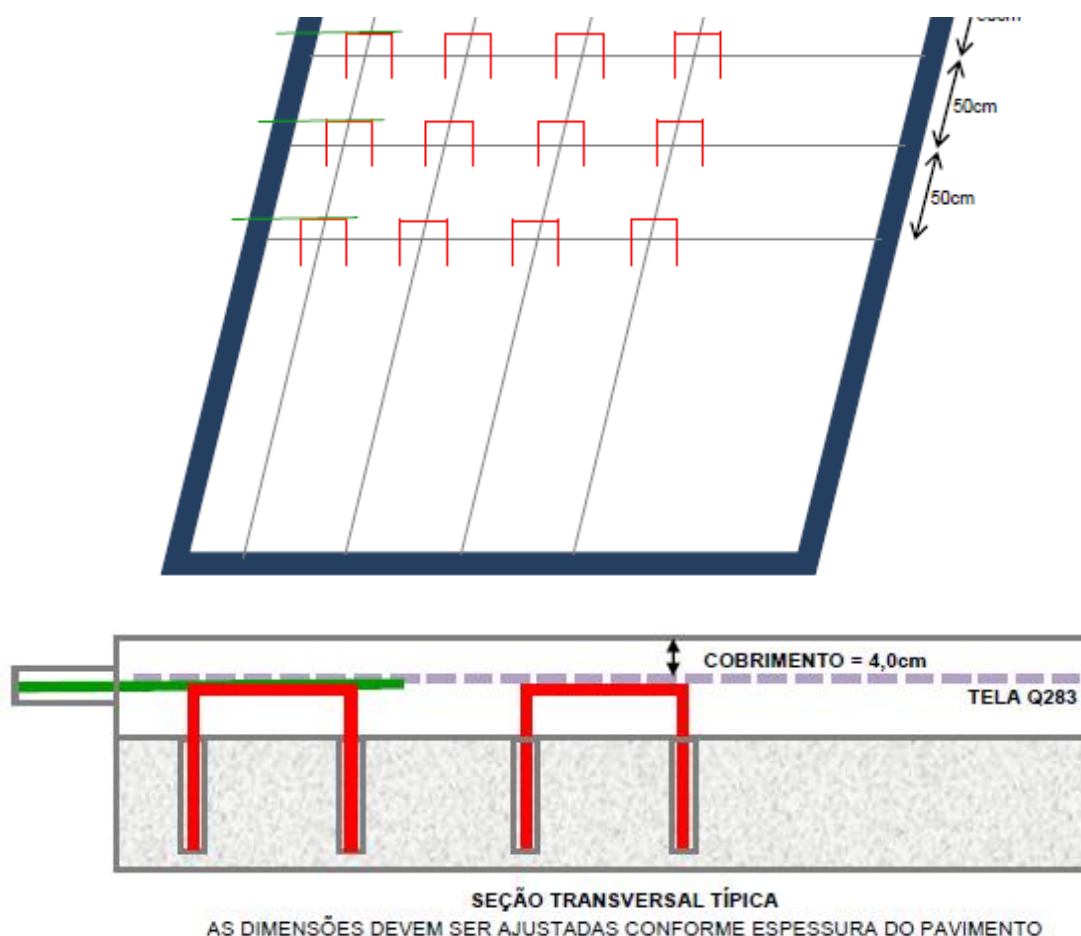 50cm
50cm
COBRIMENTO = 4,0cm
TELA Q283
SEÇÃO TRANSVERSAL TÍPICA
AS DIMENSÕES DEVEM SER AJUSTADAS CONFORME ESPESSURA DO PAVIMENTO